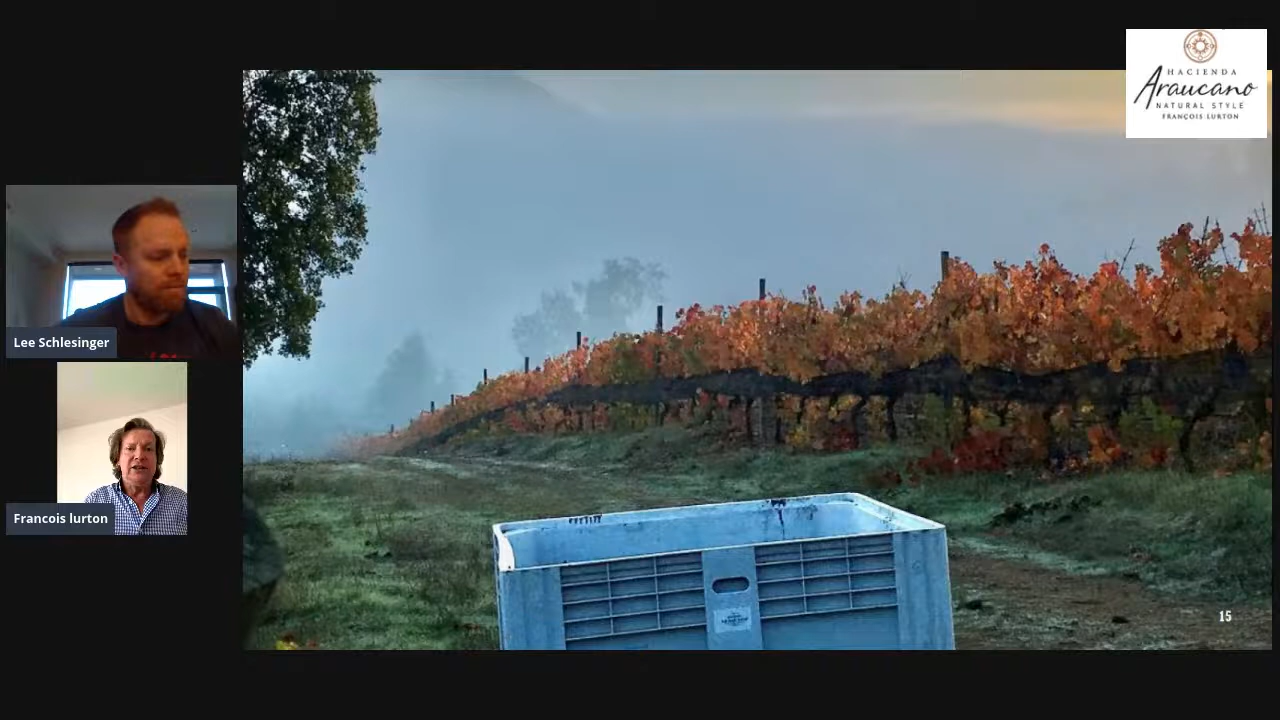 HACIENDA
Araucano
NATURAL STYLE
FRANÇOIS LURTON
Lee Schlesinger
Francois lurton
15